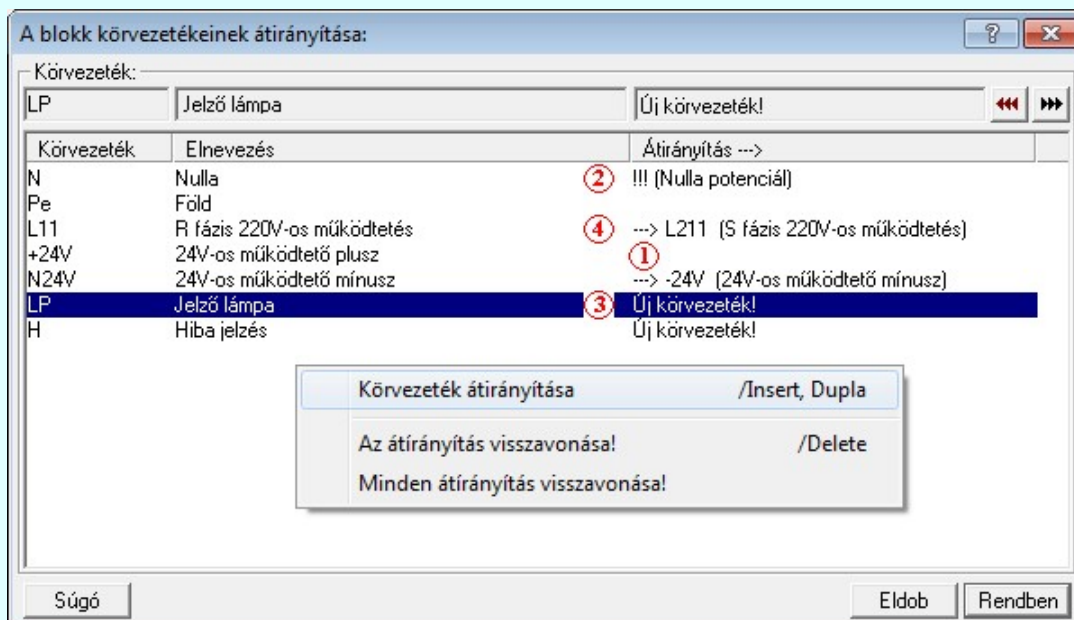 A blokk körvezetékeinek átirányítása:
Körvezeték:
LP Jelző lámpa Új körvezeték!
Körvezeték Elnevezés Átirányítás --->
N Nulla 2 !!! (Nulla potenciál)
Pe Föld
L11 R fázis 220V-os működtetés 4 ---> L211 (S fázis 220V-os működtetés)
+24V 24V-os működtető plusz 1
N24V 24V-os működtető mínusz ---> -24V (24V-os működtető mínusz)
LP Jelző lámpa 3 Új körvezeték!
H Hiba jelzés Új körvezeték!
Körvezeték átirányítása /Insert, Dupla
Az átírányítás visszavonása! /Delete
Minden átírányítás visszavonása!
Súgó Eldob Rendben